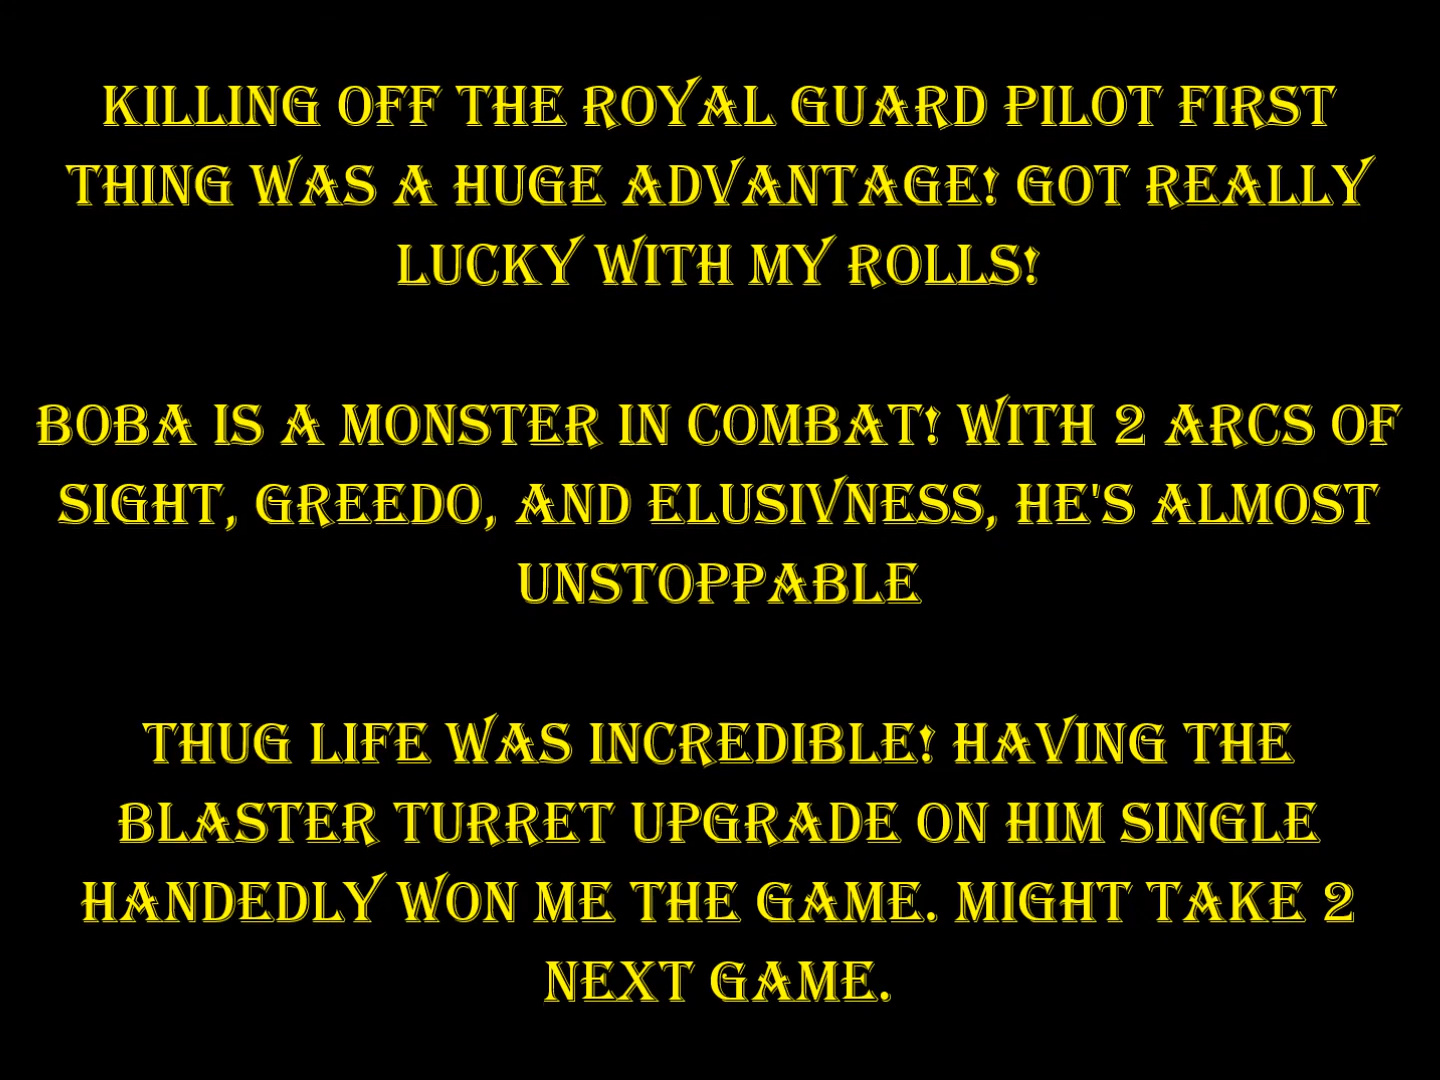 KILLING OFF THE ROYAL GUARD PILOT FIRST
THING WAS A HUGE ADVANTAGE! GOT REALLY
LUCKY WITH MY ROLLS!
BOBA IS A MONSTER IN COMBAT! WITH 2 ARCS OF
SIGHT, GREEDO, AND ELUSIVNESS, HE'S ALMOST
UNSTOPPABLE
THUG LIFE WAS INCREDIBLE! HAVING THE
BLASTER TURRET UPGRADE ON HIM SINGLE
HANDEDLY WON ME THE GAME. MIGHT TAKE 2
NEXT GAME.